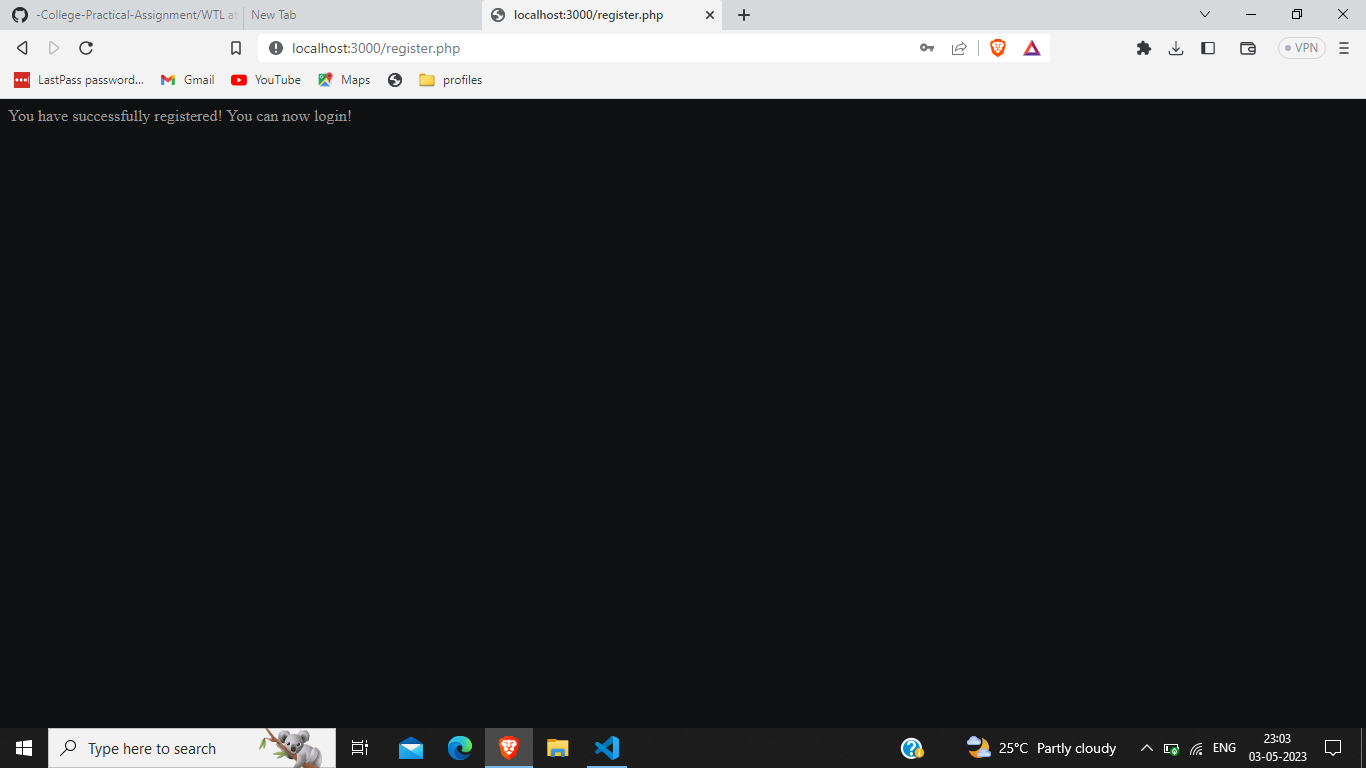 -College-Practical-Assignment/WTL at
New Tab
localhost:3000/register.php
localhost:3000/register.php
VPN
LastPass password...
Gmail
YouTube
Maps
profiles
You have successfully registered! You can now login!
Type here to search
25°C Partly cloudy
ENG
23:03
03-05-2023